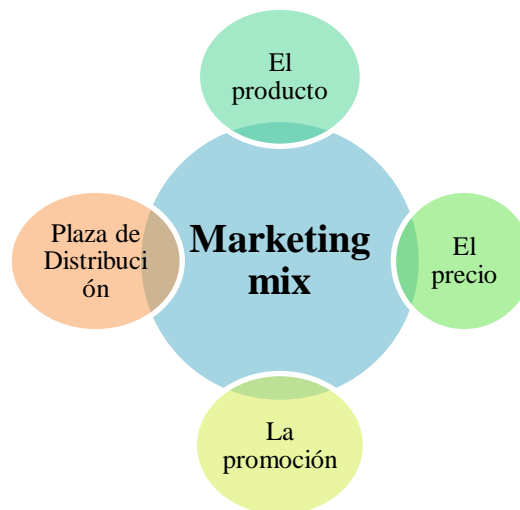 El
producto
Plaza de
Distribuci
ón
Marketing
mix
El
precio
La
promoción